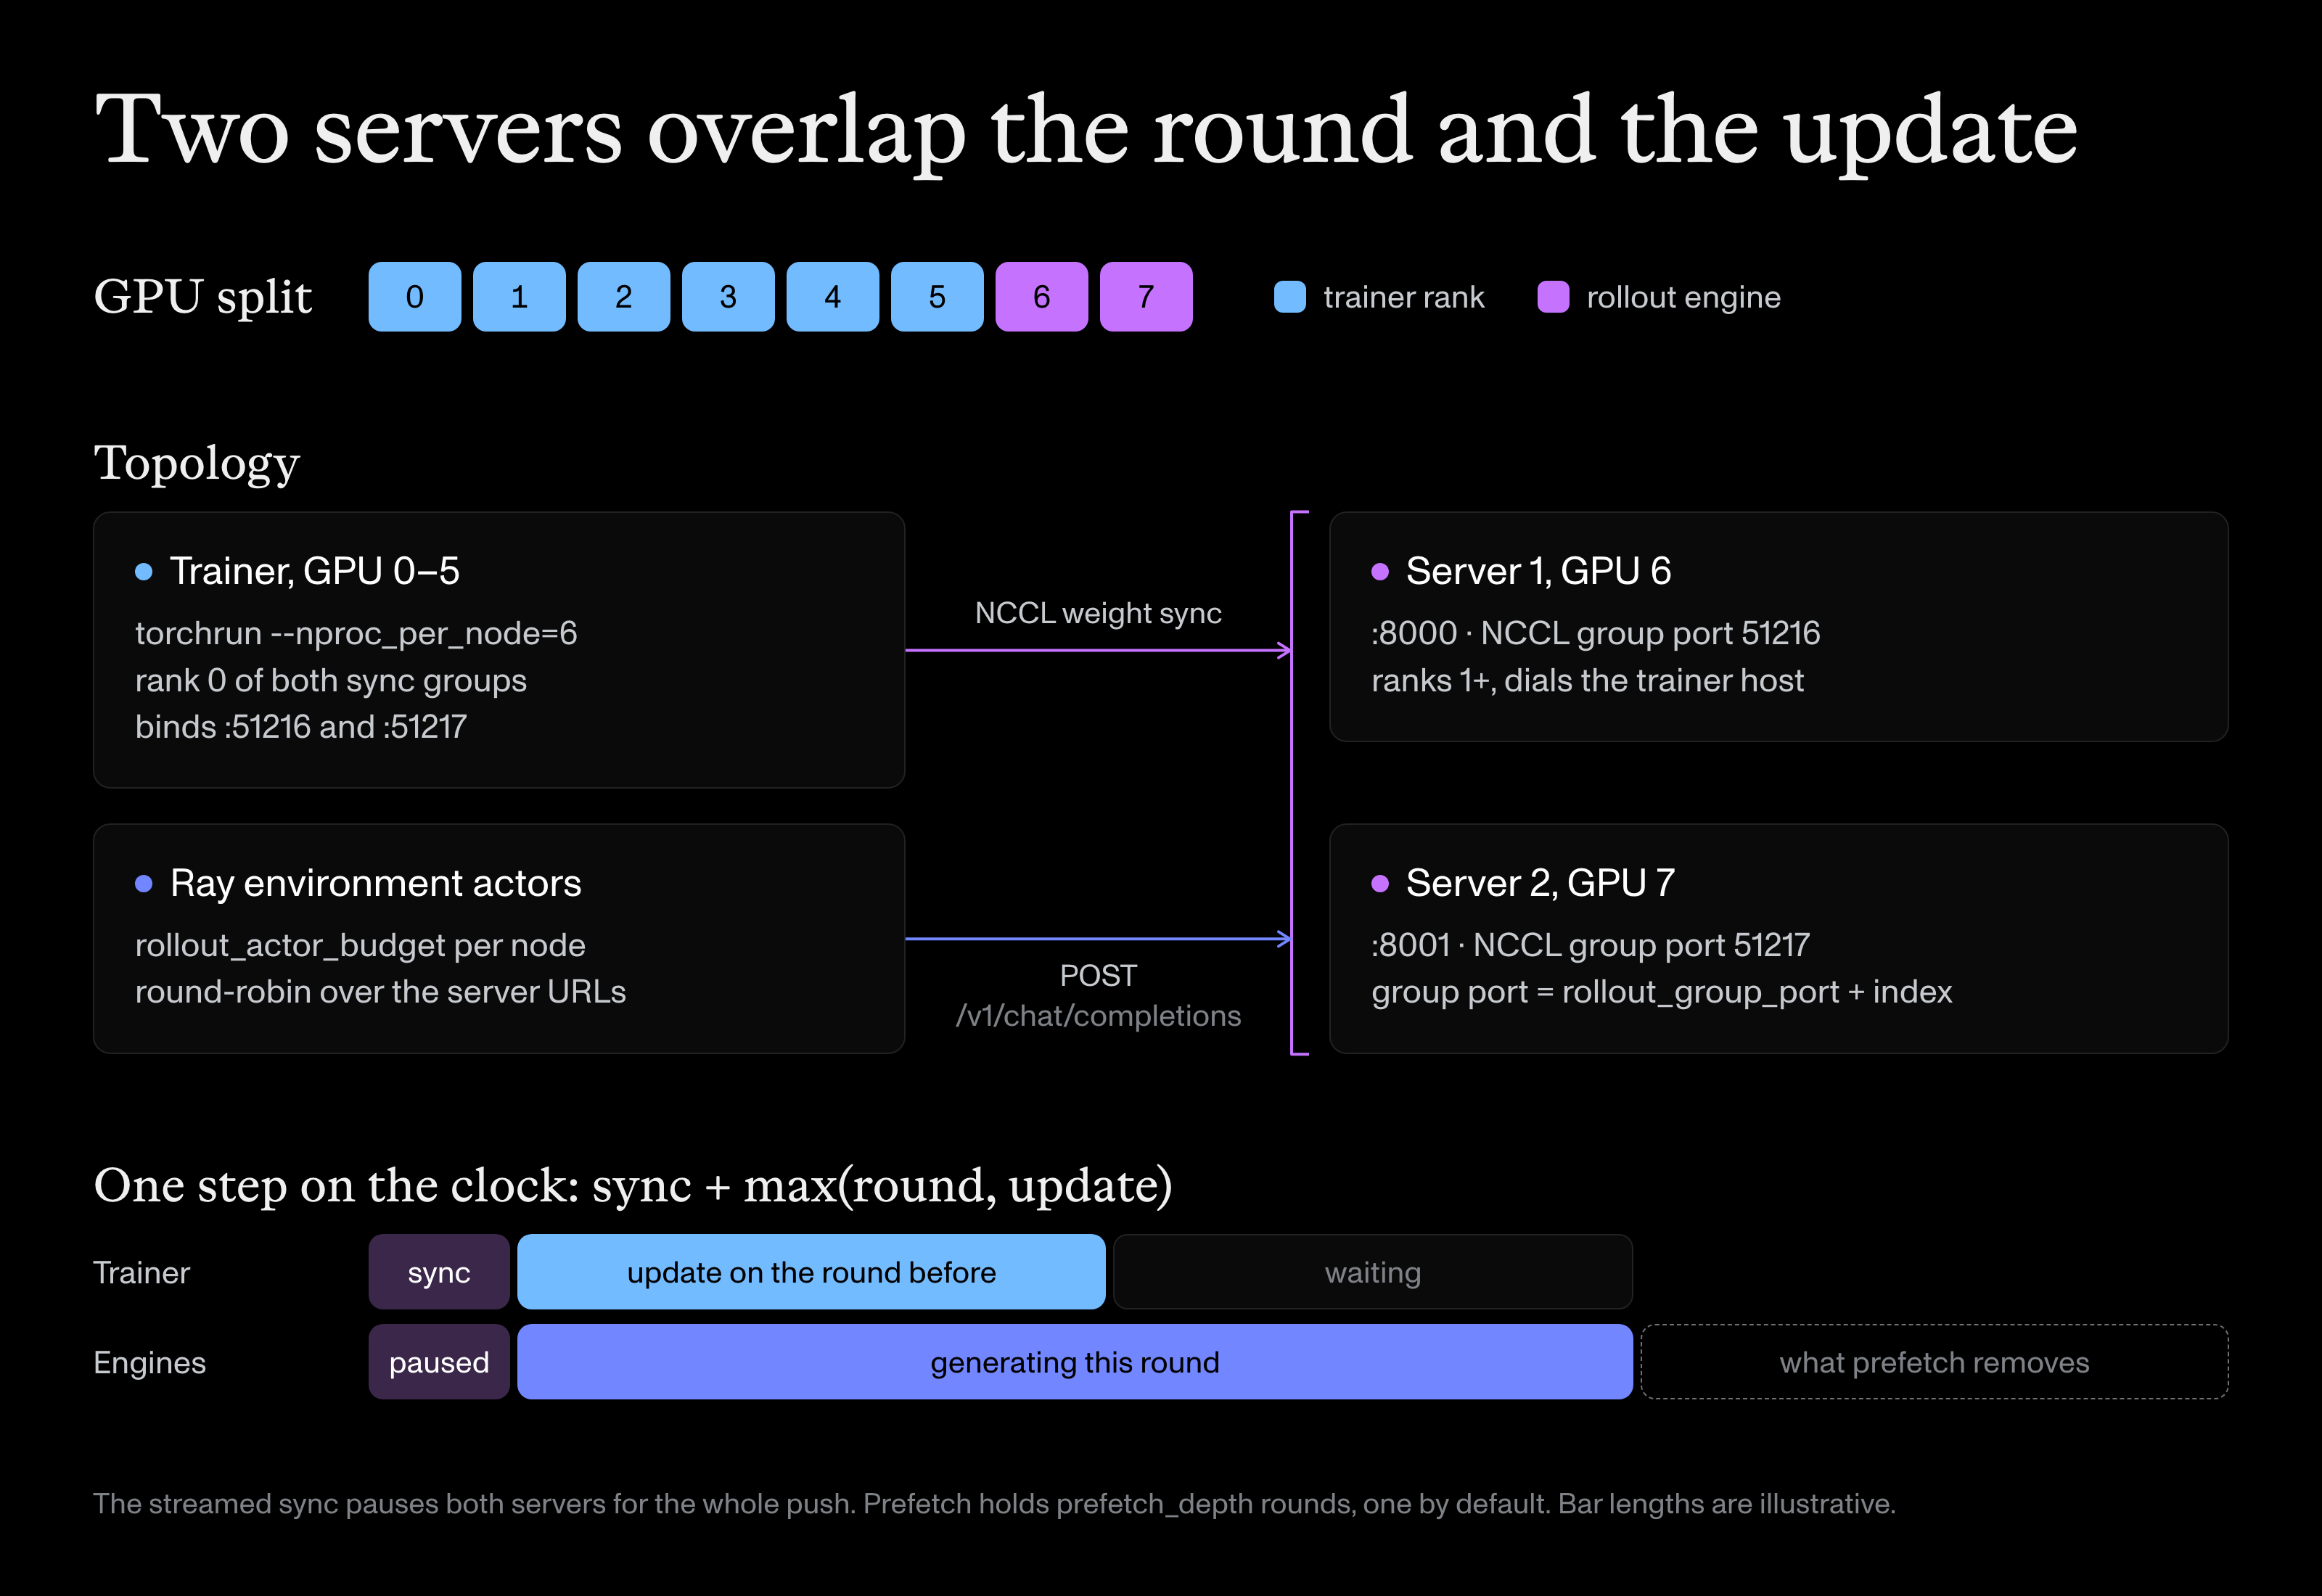 Two servers overlap the round and the update
GPU split
0 1 2 3 4 5 6 7
trainer rank
rollout engine
Topology
Trainer, GPU 0–5
torchrun --nproc_per_node=6
rank 0 of both sync groups
binds :51216 and :51217
NCCL weight sync
Server 1, GPU 6
:8000 · NCCL group port 51216
ranks 1+, dials the trainer host
Ray environment actors
rollout_actor_budget per node
round-robin over the server URLs
POST
/v1/chat/completions
Server 2, GPU 7
:8001 · NCCL group port 51217
group port = rollout_group_port + index
One step on the clock: sync + max(round, update)
Trainer
sync
update on the round before
waiting
Engines
paused
generating this round
what prefetch removes
The streamed sync pauses both servers for the whole push. Prefetch holds prefetch_depth rounds, one by default. Bar lengths are illustrative.